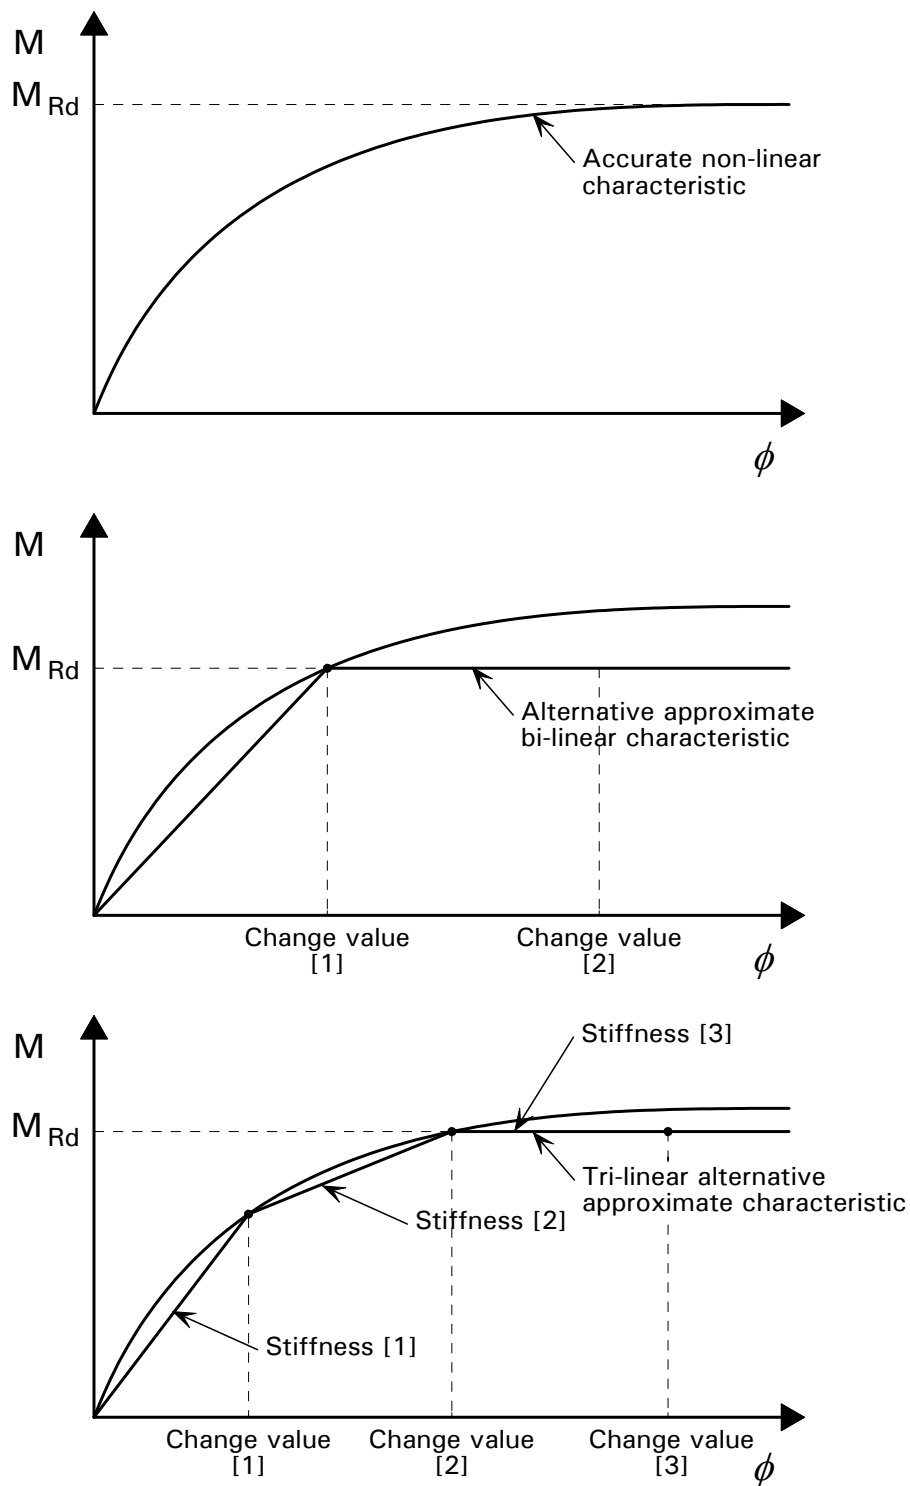 M
M Rd
Accurate non-linear
characteristic
ϕ
M
M Rd
Alternative approximate
bi-linear characteristic
Change value
[1]
Change value
[2]
ϕ
M
Stiffness [3]
M Rd
Tri-linear alternative
approximate characteristic
Stiffness [2]
Stiffness [1]
Change value
[1]
Change value
[2]
Change value
[3]
ϕ